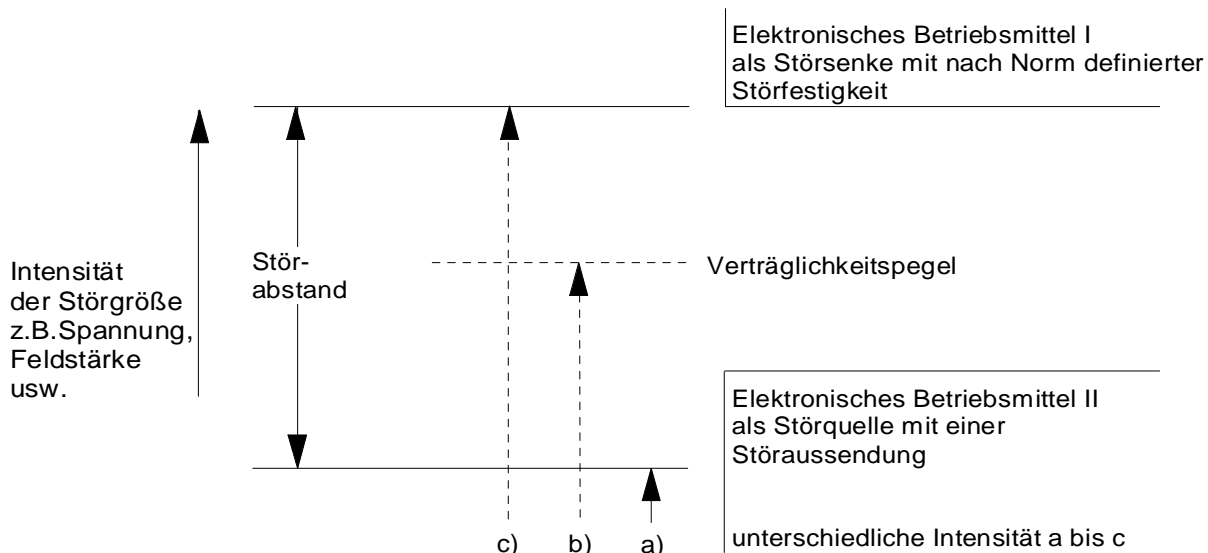 Elektronisches Betriebsmittel I
als Störsenke mit nach Norm definierter
Störfestigkeit
Intensität
der Störgröße
z.B.Spannung,
Feldstärke
usw.
Stör-
abstand
Verträglichkeitspegel
Elektronisches Betriebsmittel II
als Störquelle mit einer
Störaussendung
unterschiedliche Intensität a bis c
c) b) a)